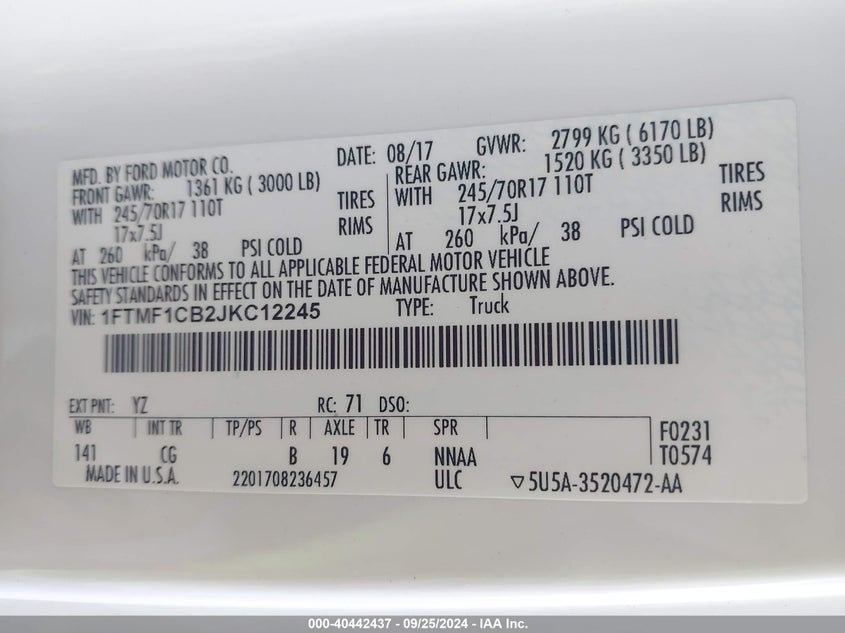 MFD. BY FORD MOTOR CO. DATE: 08/17 GVWR: 2799 KG ( 6170 LB)
FRONT GAWR: 1361 KG ( 3000 LB) REAR GAWR: 1520 KG ( 3350 LB)
WITH 245/70R17 110T TIRES WITH 245/70R17 110T TIRES
17x7.5J RIMS 17x7.5J RIMS
AT 260 kPa/ 38 PSI COLD AT 260 kPa/ 38 PSI COLD
THIS VEHICLE CONFORMS TO ALL APPLICABLE FEDERAL MOTOR VEHICLE
SAFETY STANDARDS IN EFFECT ON THE DATE OF MANUFACTURE SHOWN ABOVE.
VIN: 1FTMF1CB2JKC12245 TYPE: Truck
EXT PNT: YZ RC: 71 DSO:
WB | INT TR | TP/PS | R | AXLE | TR | SPR | F0231
141 CG B 19 6 NNAA T0574
MADE IN U.S.A. 2201708236457 ULC ▽5U5A-3520472-AA
000-40442437 - 09/25/2024 - IAA Inc.